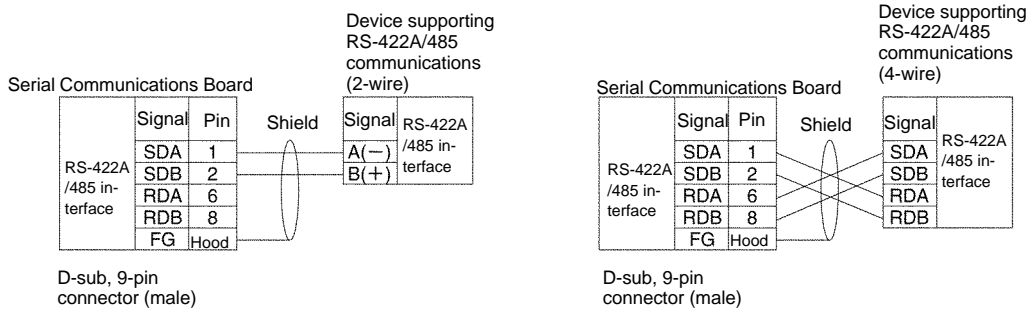 Device supporting
RS-422A/485
communications
(2-wire)
Serial Communications Board
Signal Pin Shield Signal RS-422A
/485 in-
terface
RS-422A
/485 in-
terface
SDA 1 A(−)
SDB 2 B(+)
RDA 6
RDB 8
FG Hood
D-sub, 9-pin
connector (male)
Device supporting
RS-422A/485
communications
(4-wire)
Serial Communications Board
Signal Pin Shield Signal
RS-422A
/485 in-
terface
RS-422A
/485 in-
terface
SDA 1 SDA
SDB 2 SDB
RDA 6 RDA
RDB 8 RDB
FG Hood
D-sub, 9-pin
connector (male)